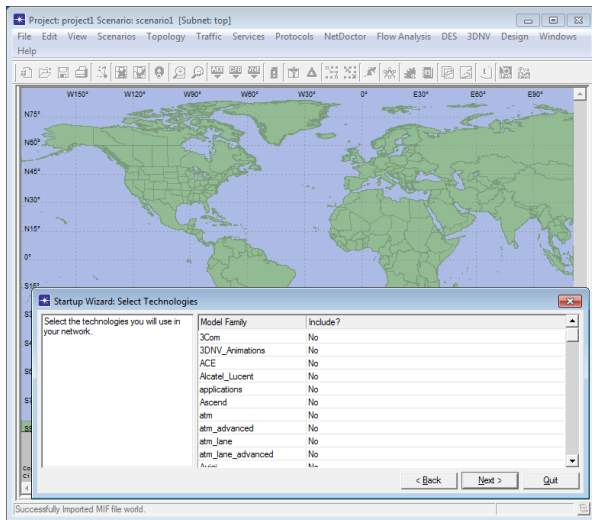 Project: project1 Scenario: scenario1 [Subnet: top]
File Edit View Scenarios Topology Traffic Services Protocols NetDoctor Flow Analysis DES 3DNV Design Windows
Help
W150° W120° W90° W60° W30° 0° E30° E60° E90°
N75°
N60°
N45°
N30°
N15°
0°
Startup Wizard: Select Technologies
Select the technologies you will use in
your network.
Model Family Include?
3Com No
3DNV_Animations No
ACE No
Alcatel_Lucent No
applications No
Ascend No
atm No
atm_advanced No
atm_lane No
atm_lane_advanced No
< Back Next > Quit
Successfully Imported MIF file world.